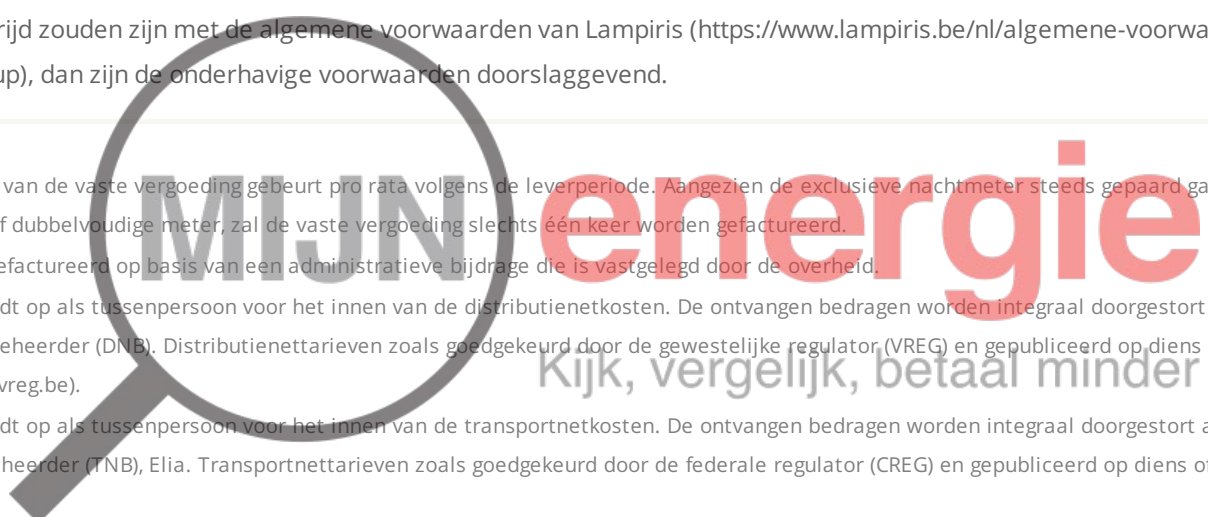 rijd zouden zijn met de algemene voorwaarden van Lampiris (https://www.lampiris.be/nl/algemene-voorwa
up), dan zijn de onderhavige voorwaarden doorslaggevend.
van de vaste vergoeding gebeurt pro rata volgens de leverperiode. Aangezien de exclusieve nachtmeter steeds gepaard ga
f dubbelvoudige meter, zal de vaste vergoeding slechts één keer worden gefactureerd.
efactureerd op basis van een administratieve bijdrage die is vastgelegd door de overheid.
dt op als tussenpersoon voor het innen van de distributienetkosten. De ontvangen bedragen worden integraal doorgestort
eheerder (DNB). Distributienettarieven zoals goedgekeurd door de gewestelijke regulator (VREG) en gepubliceerd op diens
vreg.be).
dt op als tussenpersoon voor het innen van de transportnetkosten. De ontvangen bedragen worden integraal doorgestort a
heerder (TNB), Elia. Transportnettarieven zoals goedgekeurd door de federale regulator (CREG) en gepubliceerd op diens of
MIJN energie
Kijk, vergelijk, betaal minder